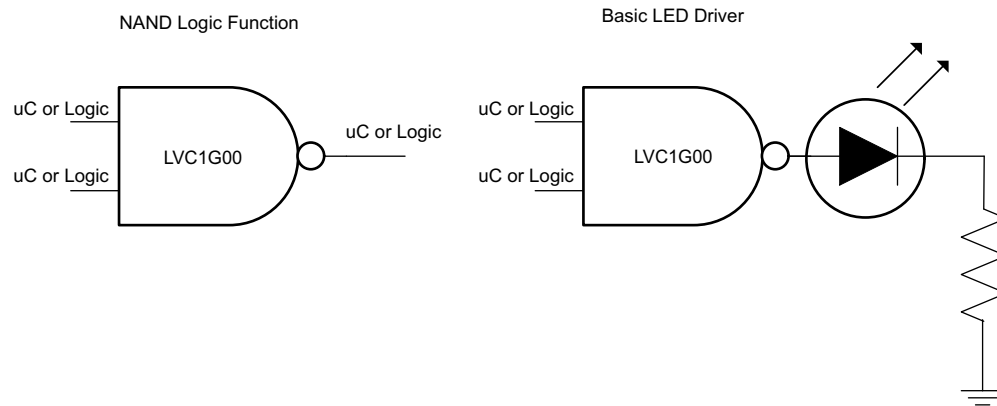 NAND Logic Function
uC or Logic
uC or Logic
LVC1G00
uC or Logic
Basic LED Driver
uC or Logic
uC or Logic
LVC1G00